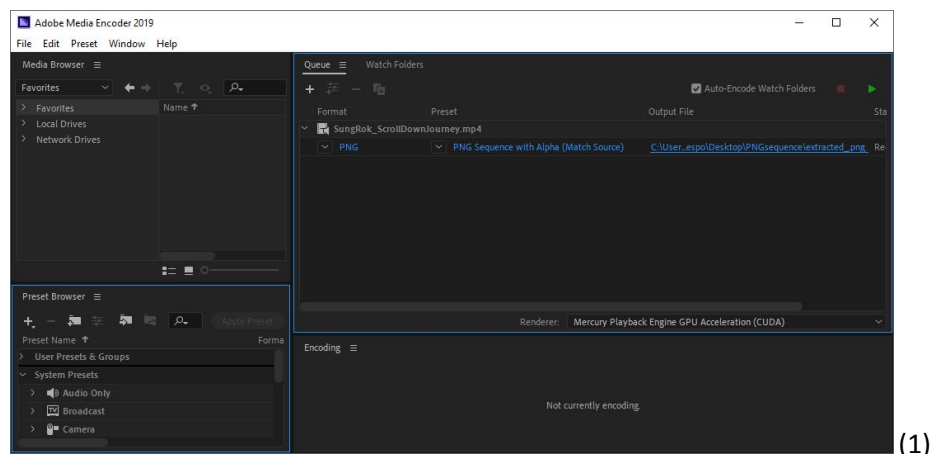 Adobe Media Encoder 2019
File Edit Preset Window Help
Media Browser
Favorites
Favorites
Local Drives
Network Drives
Name
Queue
Watch Folders
Auto-Encode Watch Folders
Format Preset Output File Sta
SungRok_ScrollDownJourney.mp4
PNG PNG Sequence with Alpha (Match Source) C:\User...espo\Desktop\PNGsequence\extracted_png_ Re
Renderer: Mercury Playback Engine GPU Acceleration (CUDA)
Preset Browser
Apply Preset
Preset Name Forma
User Presets & Groups
System Presets
Audio Only
TV Broadcast
Camera
Encoding
Not currently encoding.
(1)